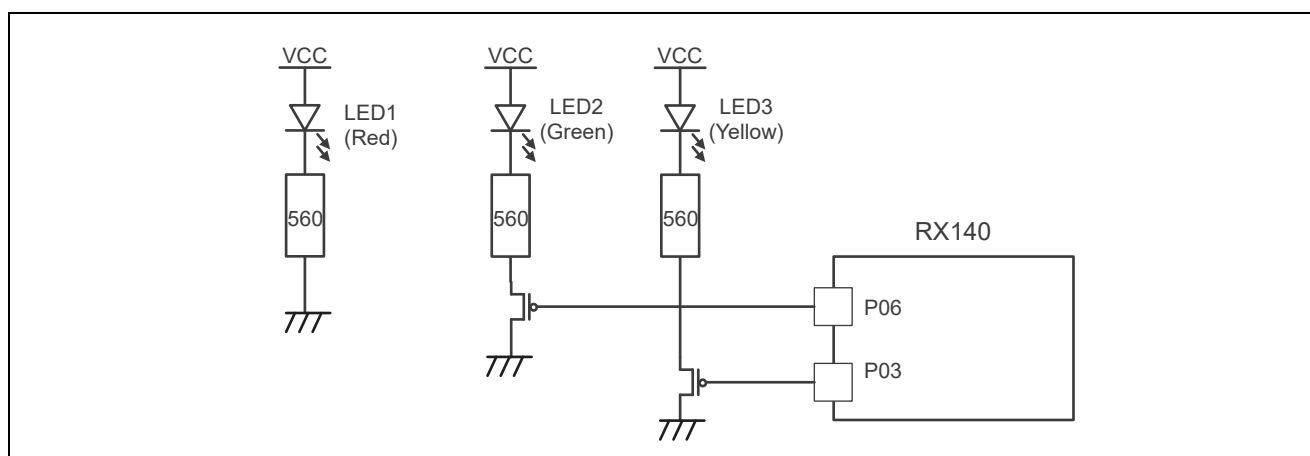 VCC
VCC
VCC
LED1
(Red)
LED2
(Green)
LED3
(Yellow)
560
560
560
RX140
P06
P03